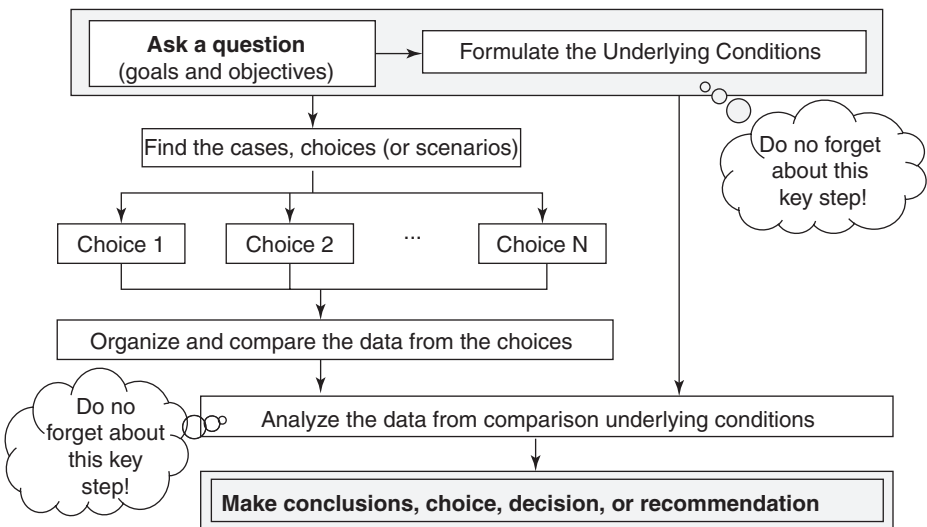 Ask a question
(goals and objectives)
Formulate the Underlying Conditions
Do no forget
about this
key step!
Find the cases, choices (or scenarios)
Choice 1
Choice 2
...
Choice N
Organize and compare the data from the choices
Do no
forget about
this key
step!
Analyze the data from comparison underlying conditions
Make conclusions, choice, decision, or recommendation